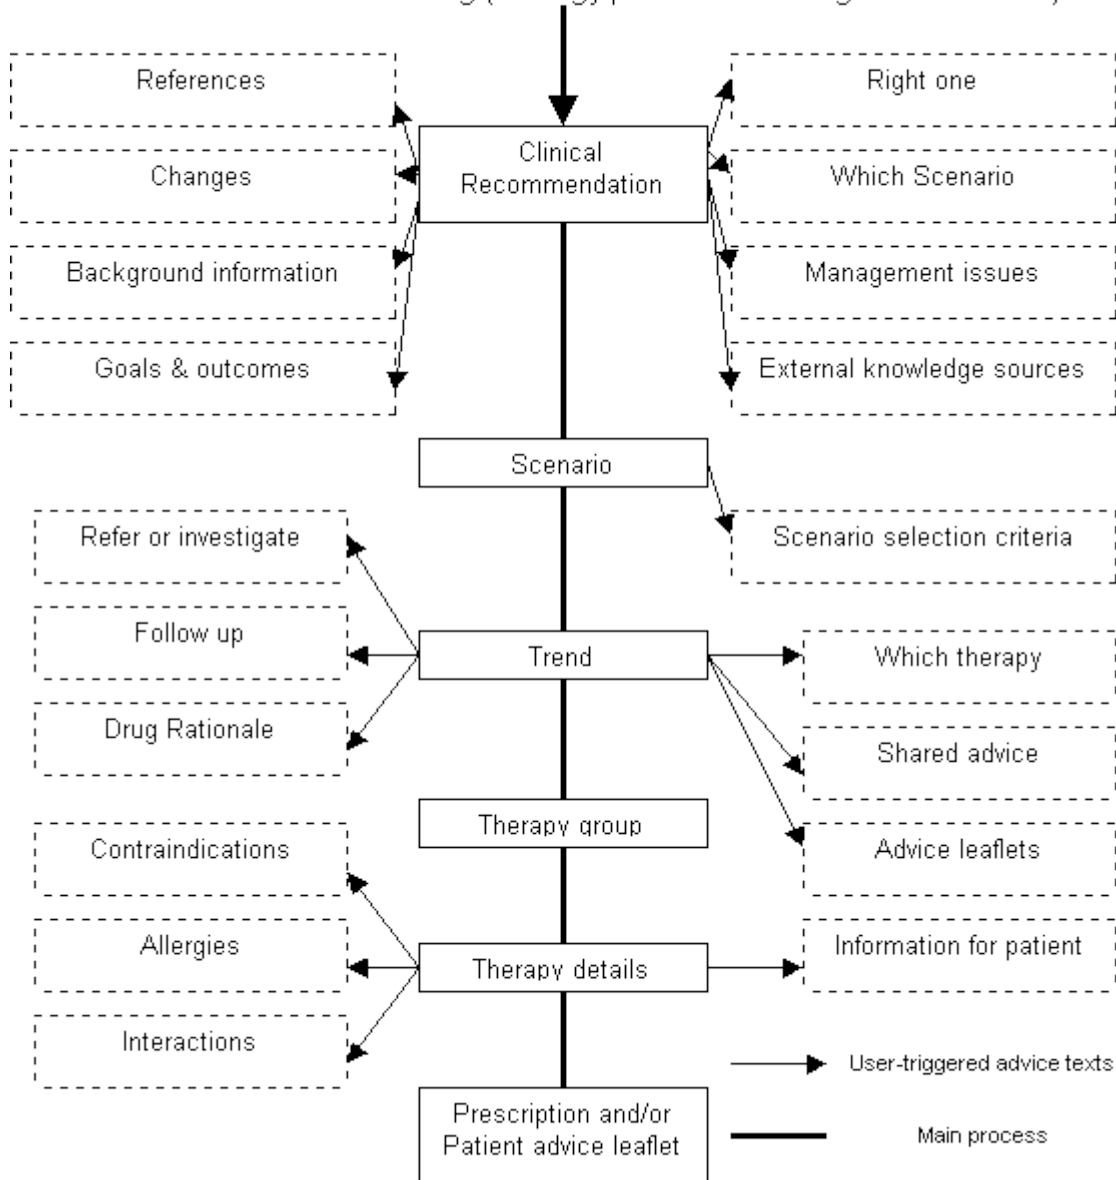 References
Right one
Clinical
Recommendation
Changes
Which Scenario
Background information
Management issues
Goals & outcomes
External knowledge sources
Scenario
Refer or investigate
Scenario selection criteria
Follow up
Trend
Which therapy
Drug Rationale
Shared advice
Therapy group
Contraindications
Advice leaflets
Allergies
Therapy details
Information for patient
Interactions
User-triggered advice texts
Prescription and/or
Patient advice leaflet
Main process